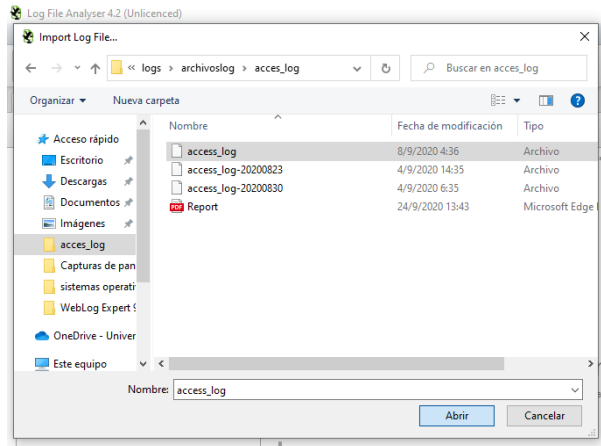 Log File Analyser 4.2 (Unlicenced)
Import Log File...
« logs > archivoslog > acces_log
Buscar en acces_log
Organizar
Nueva carpeta
Nombre
Fecha de modificación
Tipo
Acceso rápido
Escritorio
Descargas
Documentos
Imágenes
acces_log
Capturas de pan
sistemas operati
WebLog Expert 9
OneDrive - Univer
Este equipo
access_log 8/9/2020 4:36 Archivo
access_log-20200823 4/9/2020 14:35 Archivo
access_log-20200830 4/9/2020 6:35 Archivo
PDF Report 24/9/2020 13:43 Microsoft Edge
Nombre: access_log
Abrir
Cancelar